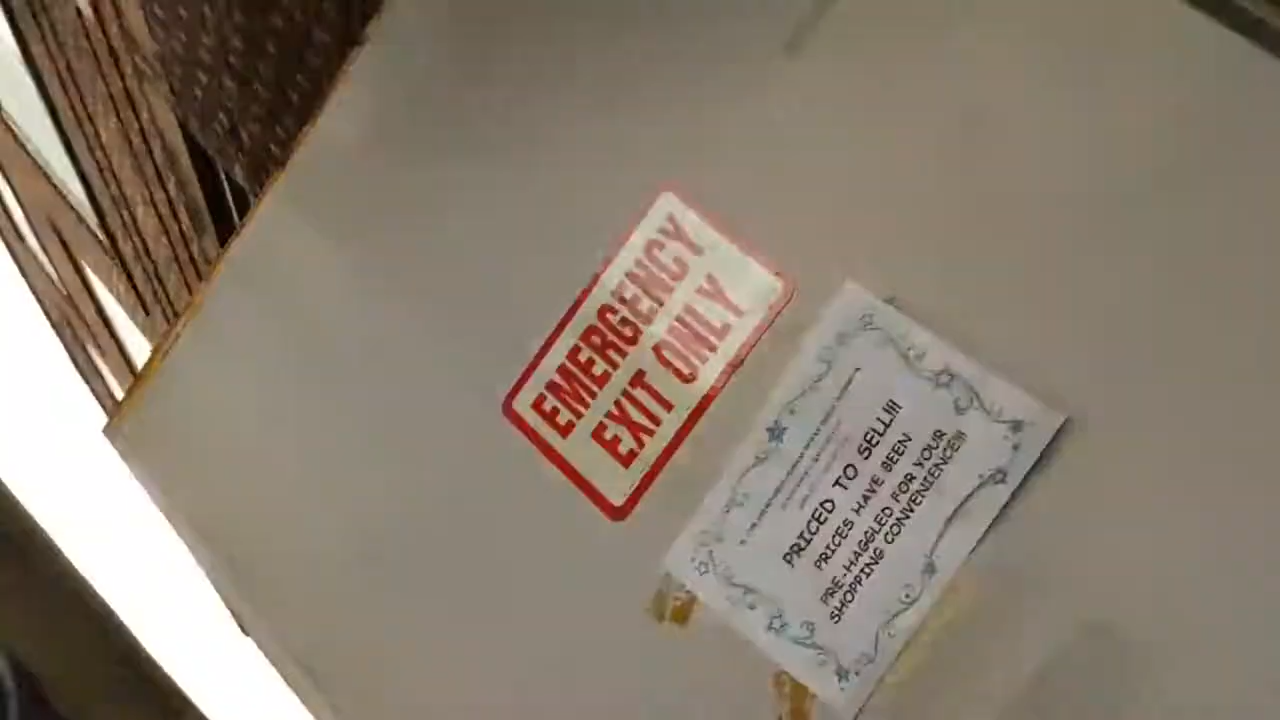 EMERGENCY
EXIT ONLY
PRICED TO SELL!!!
PRICES HAVE BEEN
PRE-HAGGLED FOR YOUR
SHOPPING CONVENIENCE!!!